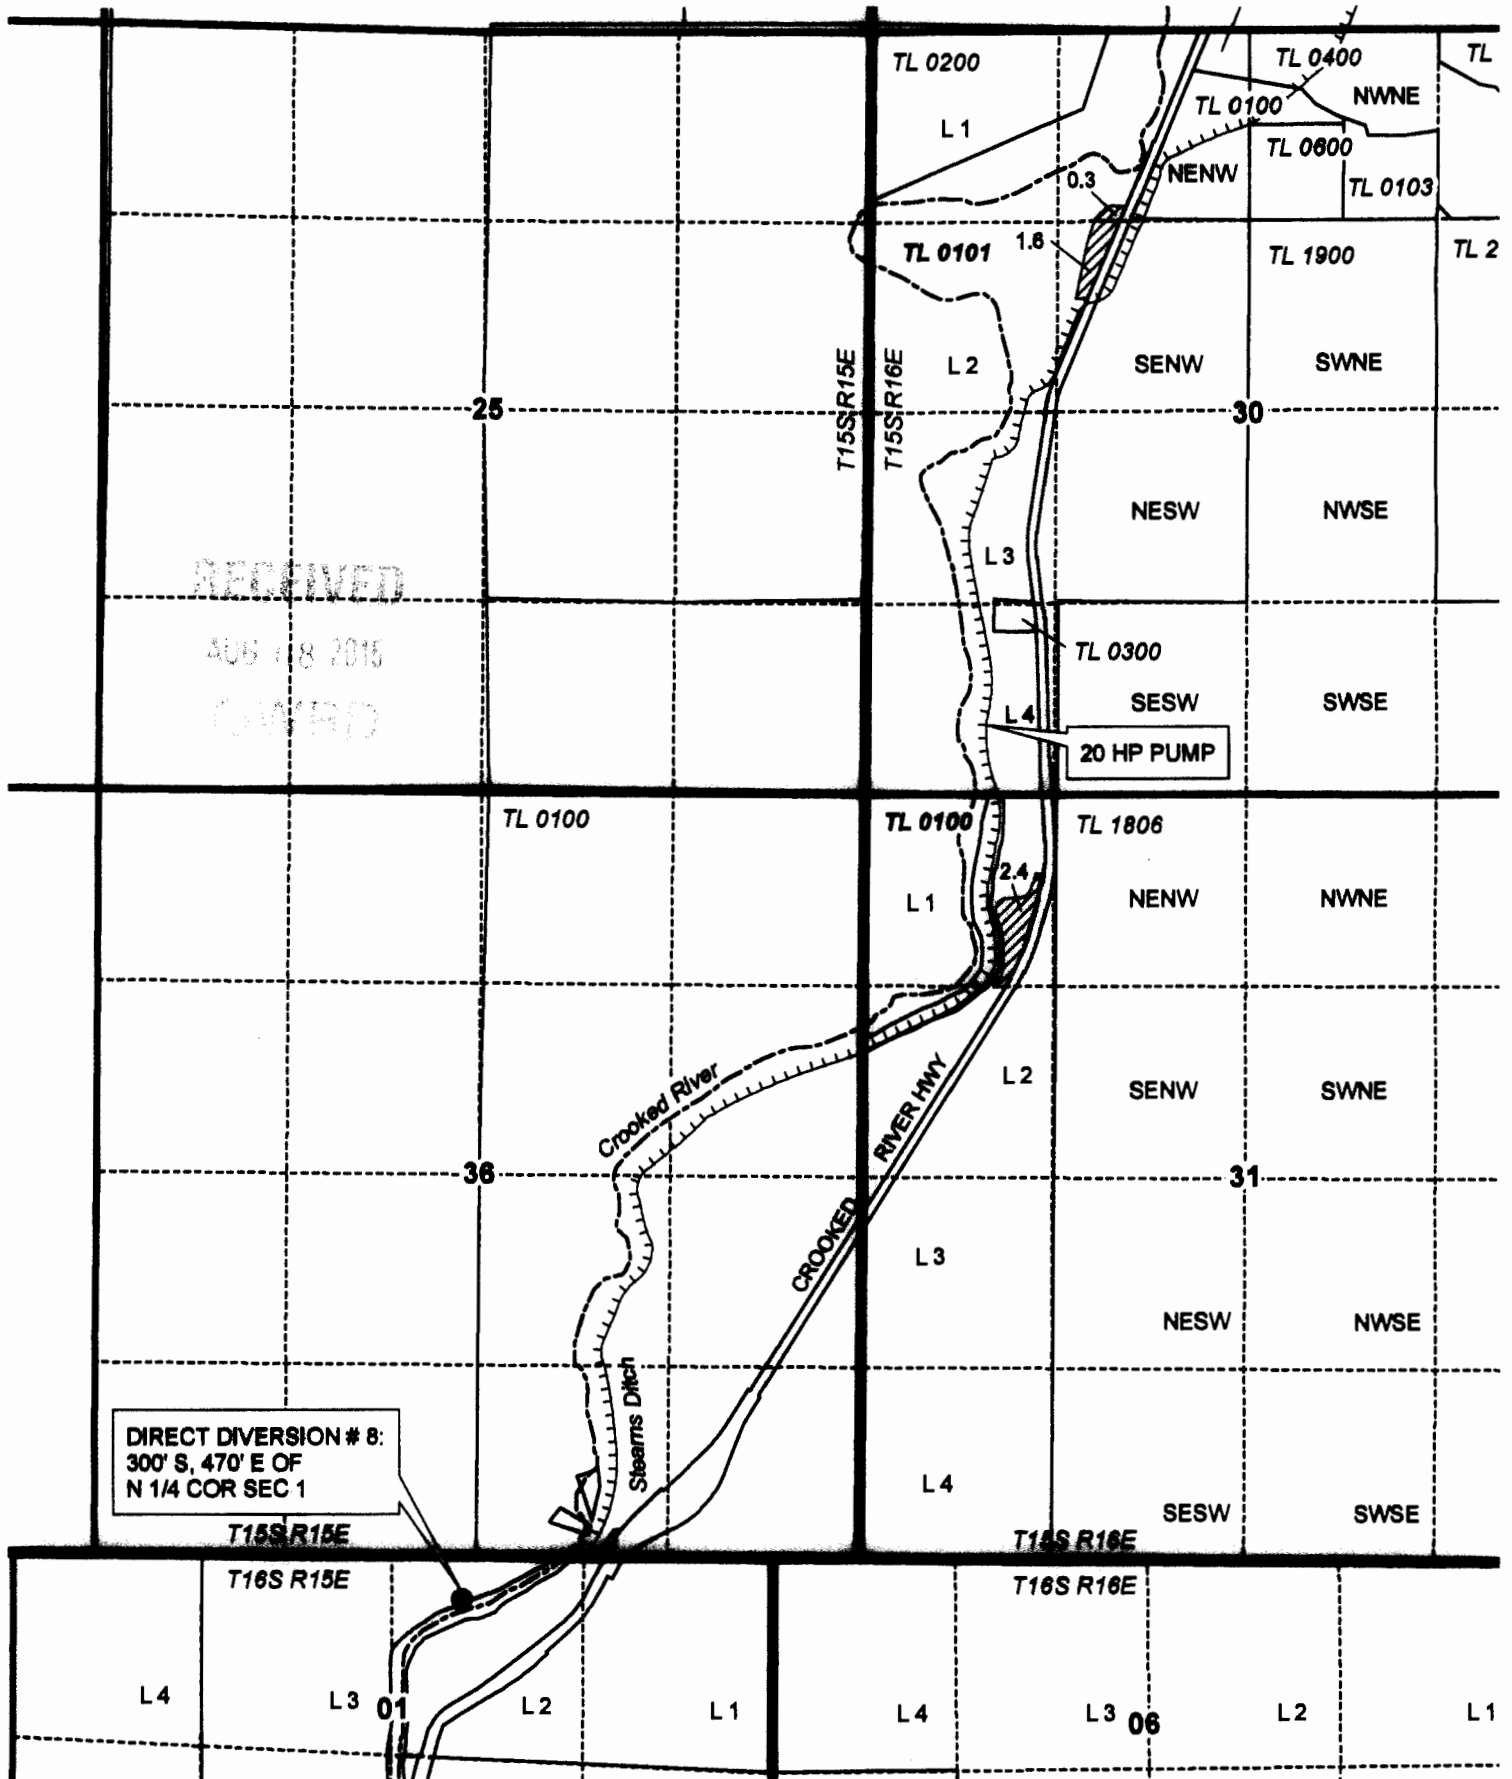 TL 0200
TL 0400
TL
NWNE
TL 0100
L 1
TL 0600
NENW
0.3
TL 0103
TL 0101
1.6
TL 1900
TL 2
T15S R15E
T15S R16E
L 2
SENW
SWNE
25
30
NESW
NWSE
L 3
RECEIVED
AUG 08 2016
OWRD
TL 0300
SESW
SWSE
L 4
20 HP PUMP
TL 0100
TL 0100
TL 1806
2.4
L 1
NENW
NWNE
Crooked River
L 2
SENW
SWNE
CROOKED RIVER HWY
36
31
L 3
NESW
NWSE
Stearns Ditch
DIRECT DIVERSION # 8:
300' S, 470' E OF
N 1/4 COR SEC 1
L 4
SESW
SWSE
T15S R15E
T15S R16E
T16S R15E
T16S R16E
L 4
L 3
01
L 2
L 1
L 4
L 3
06
L 2
L 1